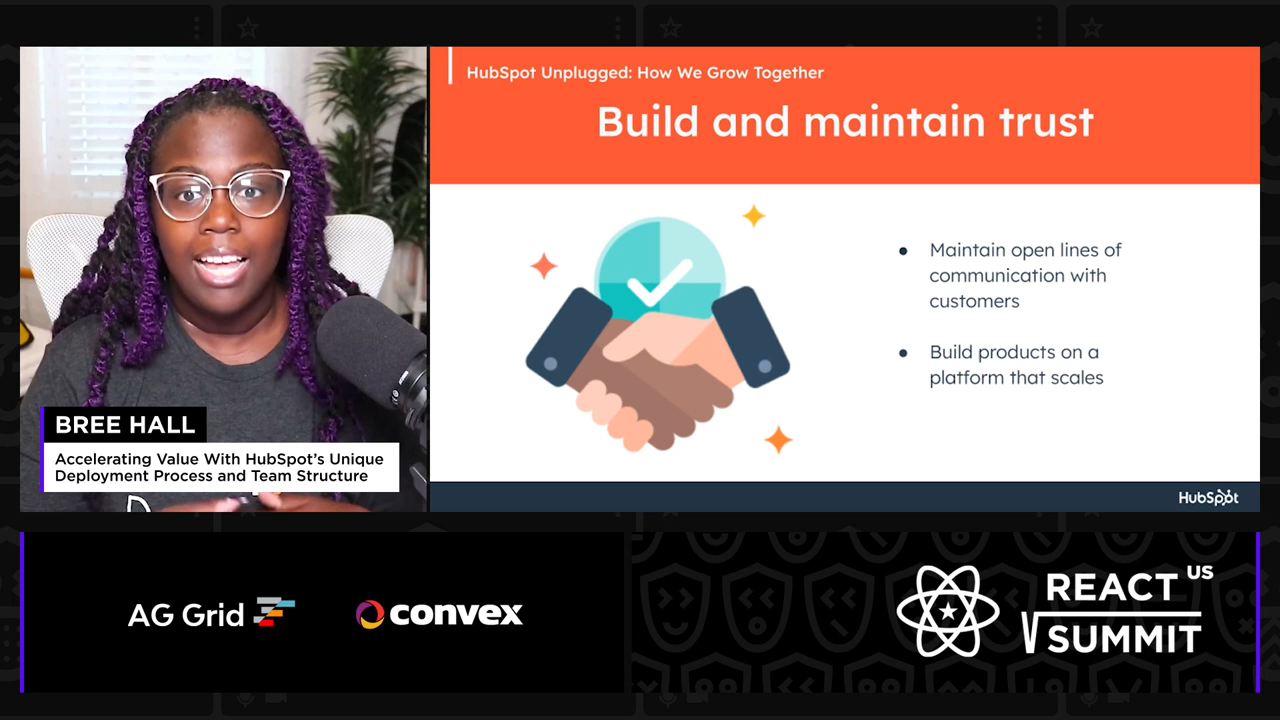 HubSpot Unplugged: How We Grow Together
Build and maintain trust
Maintain open lines of
communication with
customers
Build products on a
platform that scales
HubSpot
BREE HALL
Accelerating Value With HubSpot's Unique
Deployment Process and Team Structure
AG Grid
convex
REACT US
SUMMIT